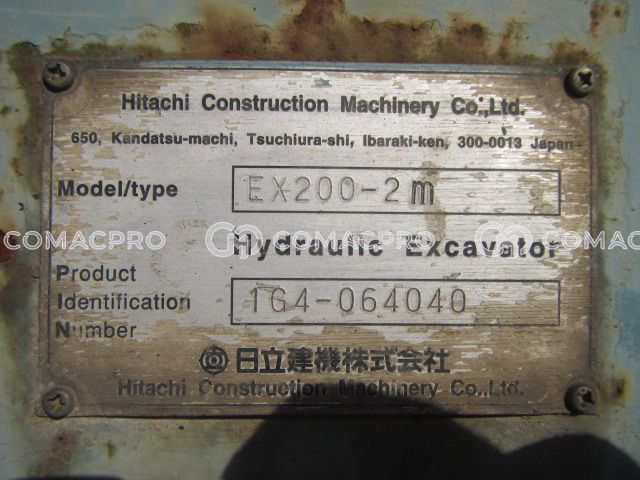 Hitachi Construction Machinery Co.,Ltd.
650, Kandatsu-machi, Tsuchiura-shi, Ibaraki-ken, 300-0013 Japan
Model/type EX200-2m
COMACPRO COMACPRO COMACPRO
Hydraulic Excavator
Product
Identification 1G4-064040
Number
日立建機株式会社
Hitachi Construction Machinery Co.,Ltd.